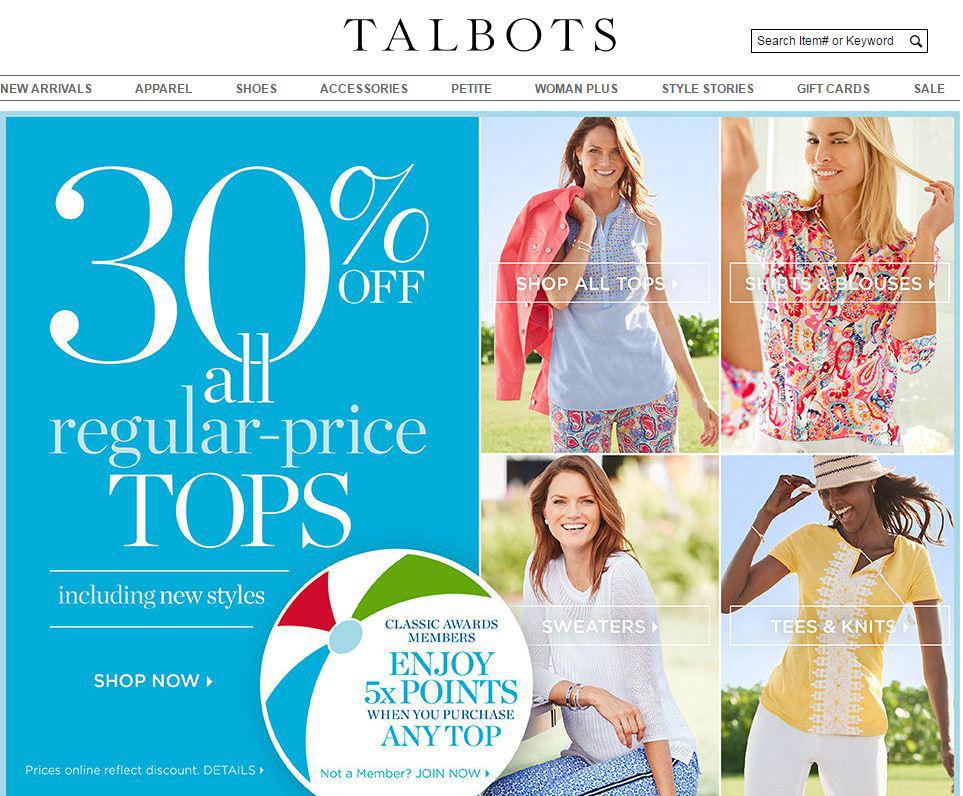 TALBOTS
Search Item# or Keyword
NEW ARRIVALS APPAREL SHOES ACCESSORIES PETITE WOMAN PLUS STYLE STORIES GIFT CARDS SALE
30%
OFF
all
regular-price
TOPS
including new styles
SHOP NOW
Prices online reflect discount. DETAILS
CLASSIC AWARDS
MEMBERS
ENJOY
5x POINTS
WHEN YOU PURCHASE
ANY TOP
Not a Member? JOIN NOW
SHOP ALL TOPS
SHIRTS & BLOUSES
SWEATERS
TEES & KNITS